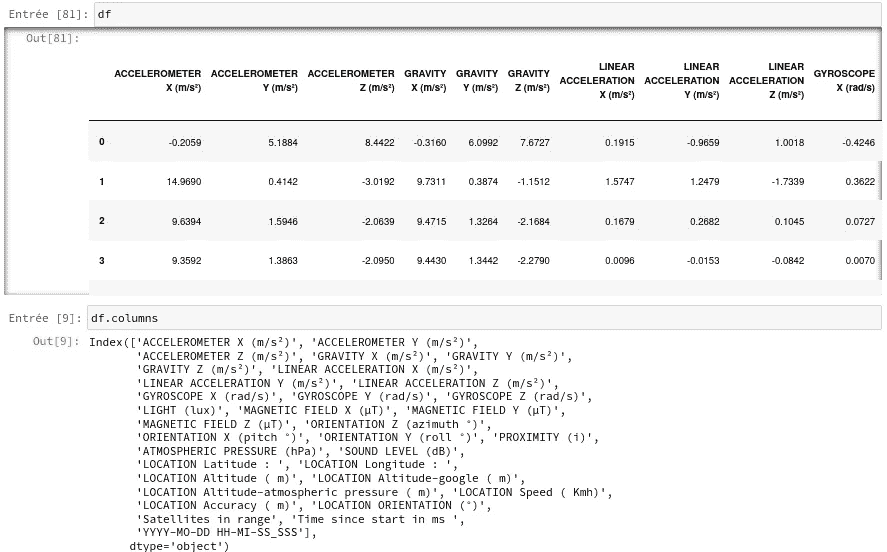 Entrée [81]: df
Out[81]:
ACCELEROMETER X (m/s²) ACCELEROMETER Y (m/s²) ACCELEROMETER Z (m/s²) GRAVITY X (m/s²) GRAVITY Y (m/s²) GRAVITY Z (m/s²) LINEAR ACCELERATION X (m/s²) LINEAR ACCELERATION Y (m/s²) LINEAR ACCELERATION Z (m/s²) GYROSCOPE X (rad/s)
0 -0.2059 5.1884 8.4422 -0.3160 6.0992 7.6727 0.1915 -0.9659 1.0018 -0.4246
1 14.9690 0.4142 -3.0192 9.7311 0.3874 -1.1512 1.5747 1.2479 -1.7339 0.3622
2 9.6394 1.5946 -2.0639 9.4715 1.3264 -2.1684 0.1679 0.2682 0.1045 0.0727
3 9.3592 1.3863 -2.0950 9.4430 1.3442 -2.2790 0.0096 -0.0153 -0.0842 0.0070
Entrée [9]: df.columns
Out[9]: Index(['ACCELEROMETER X (m/s²)', 'ACCELEROMETER Y (m/s²)',
'ACCELEROMETER Z (m/s²)', 'GRAVITY X (m/s²)', 'GRAVITY Y (m/s²)',
'GRAVITY Z (m/s²)', 'LINEAR ACCELERATION X (m/s²)',
'LINEAR ACCELERATION Y (m/s²)', 'LINEAR ACCELERATION Z (m/s²)',
'GYROSCOPE X (rad/s)', 'GYROSCOPE Y (rad/s)', 'GYROSCOPE Z (rad/s)',
'LIGHT (lux)', 'MAGNETIC FIELD X (μT)', 'MAGNETIC FIELD Y (μT)',
'MAGNETIC FIELD Z (μT)', 'ORIENTATION Z (azimuth °)',
'ORIENTATION X (pitch °)', 'ORIENTATION Y (roll °)', 'PROXIMITY (i)',
'ATMOSPHERIC PRESSURE (hPa)', 'SOUND LEVEL (dB)',
'LOCATION Latitude : ', 'LOCATION Longitude : ',
'LOCATION Altitude ( m)', 'LOCATION Altitude-google ( m)',
'LOCATION Altitude-atmospheric pressure ( m)', 'LOCATION Speed ( Kmh)',
'LOCATION Accuracy ( m)', 'LOCATION ORIENTATION (°)',
'Satellites in range', 'Time since start in ms ',
'YYYY-MO-DD HH-MI-SS_SSS'],
dtype='object')